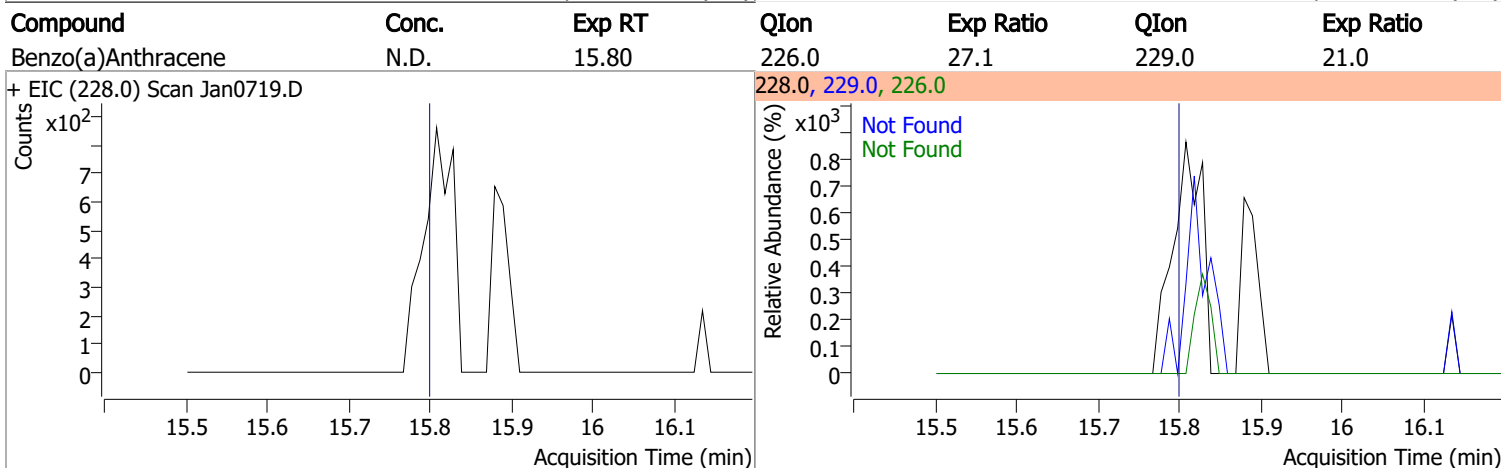 Compound Conc. Exp RT QIon Exp Ratio QIon Exp Ratio
Benzo(a)Anthracene N.D. 15.80 226.0 27.1 229.0 21.0
+ EIC (228.0) Scan Jan0719.D
Counts
x10²
7
6
5
4
3
2
1
0
15.5 15.6 15.7 15.8 15.9 16 16.1
Acquisition Time (min)
228.0, 229.0, 226.0
Relative Abundance (%)
x10³
Not Found
Not Found
0.8
0.7
0.6
0.5
0.4
0.3
0.2
0.1
0
15.5 15.6 15.7 15.8 15.9 16 16.1
Acquisition Time (min)